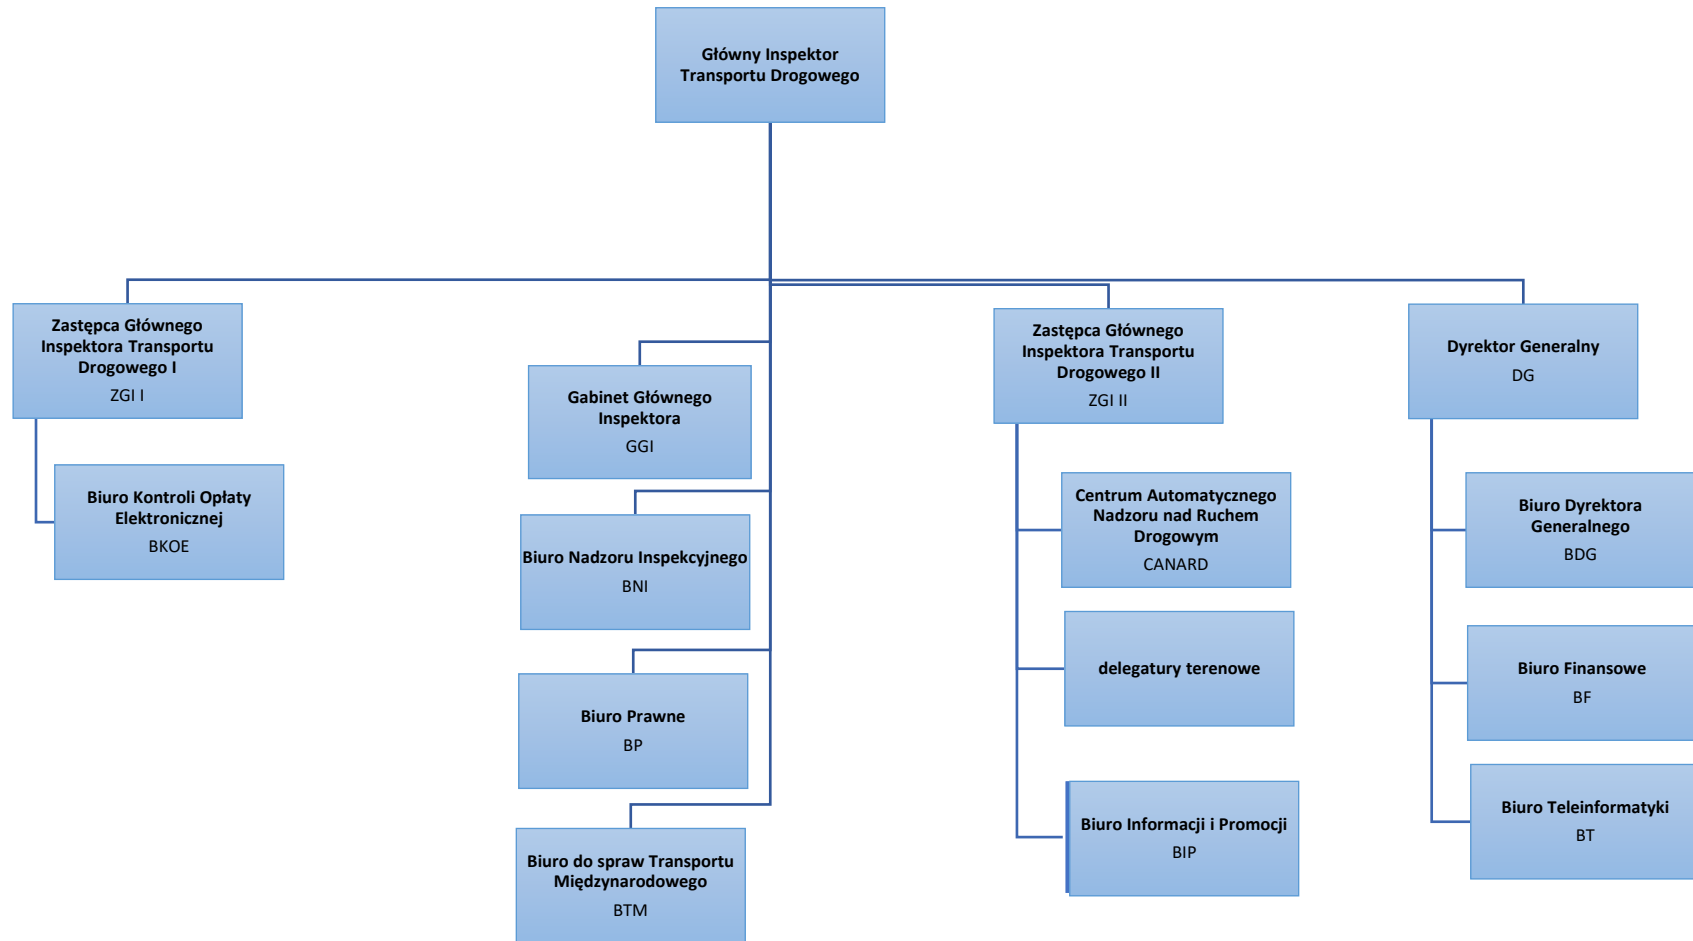 Główny Inspektor
Transportu Drogowego
Zastępca Głównego
Inspektora Transportu
Drogowego I
ZGI I
Biuro Kontroli Opłaty
Elektronicznej
BKOE
Gabinet Głównego
Inspektora
GGI
Biuro Nadzoru Inspekcyjnego
BNI
Biuro Prawne
BP
Biuro do spraw Transportu
Międzynarodowego
BTM
Zastępca Głównego
Inspektora Transportu
Drogowego II
ZGI II
Centrum Automatycznego
Nadzoru nad Ruchem
Drogowym
CANARD
delegatury terenowe
Biuro Informacji i Promocji
BIP
Dyrektor Generalny
DG
Biuro Dyrektora
Generalnego
BDG
Biuro Finansowe
BF
Biuro Teleinformatyki
BT